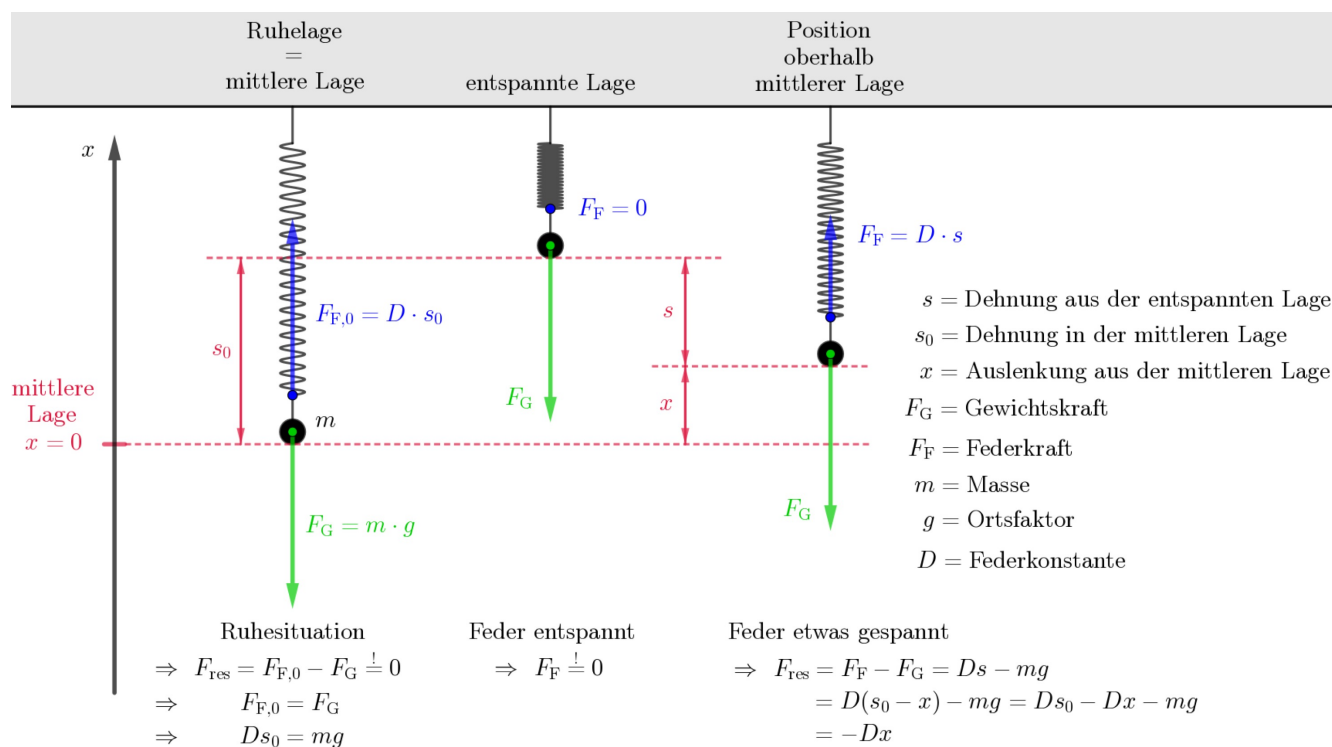 Ruhelage
=
mittlere Lage
entspannte Lage
Position
oberhalb
mittlerer Lage
x
F_F = 0
F_F = D · s
s_0
F_{F,0} = D · s_0
s
x
F_G
mittlere
Lage
x = 0
m
F_G = m · g
F_G
s = Dehnung aus der entspannten Lage
s_0 = Dehnung in der mittleren Lage
x = Auslenkung aus der mittleren Lage
F_G = Gewichtskraft
F_F = Federkraft
m = Masse
g = Ortsfaktor
D = Federkonstante
Ruhesituation
⇒ F_res = F_{F,0} − F_G =! 0
⇒ F_{F,0} = F_G
⇒ Ds_0 = mg
Feder entspannt
⇒ F_F =! 0
Feder etwas gespannt
⇒ F_res = F_F − F_G = Ds − mg
= D(s_0 − x) − mg = Ds_0 − Dx − mg
= −Dx